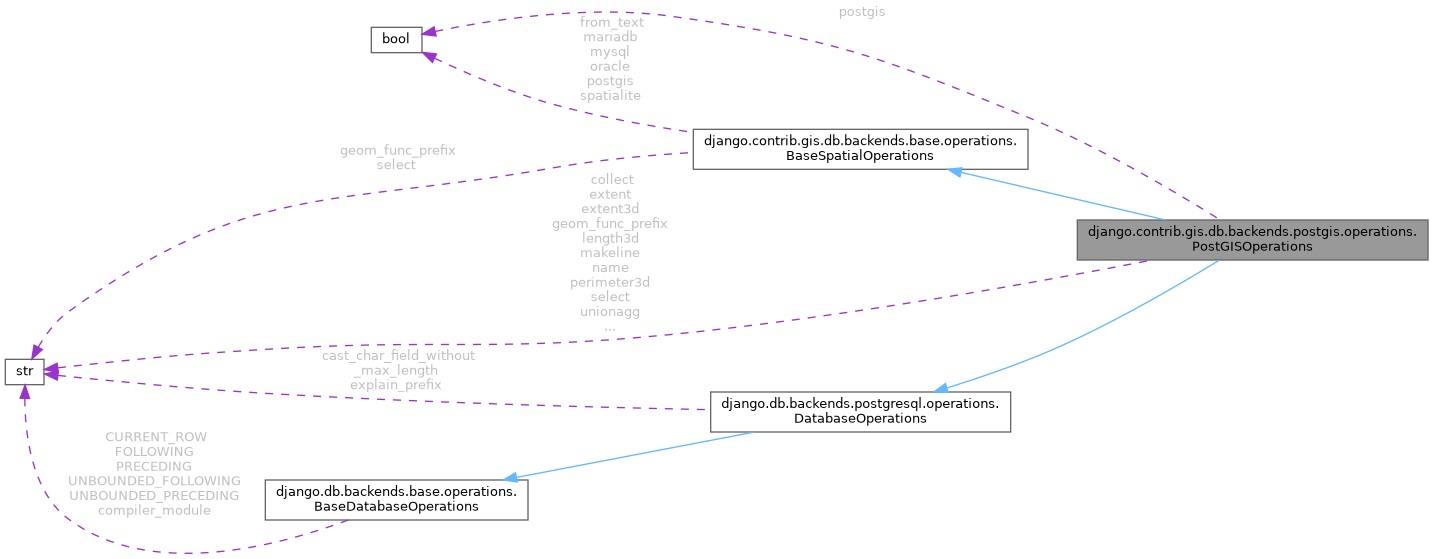 postgis
from_text
mariadb
mysql
oracle
postgis
spatialite
bool
django.contrib.gis.db.backends.base.operations.
BaseSpatialOperations
geom_func_prefix
select
collect
extent
extent3d
geom_func_prefix
length3d
makeline
name
perimeter3d
select
unionagg
...
django.contrib.gis.db.backends.postgis.operations.
PostGISOperations
str
cast_char_field_without
_max_length
explain_prefix
django.db.backends.postgresql.operations.
DatabaseOperations
CURRENT_ROW
FOLLOWING
PRECEDING
UNBOUNDED_FOLLOWING
UNBOUNDED_PRECEDING
compiler_module
django.db.backends.base.operations.
BaseDatabaseOperations